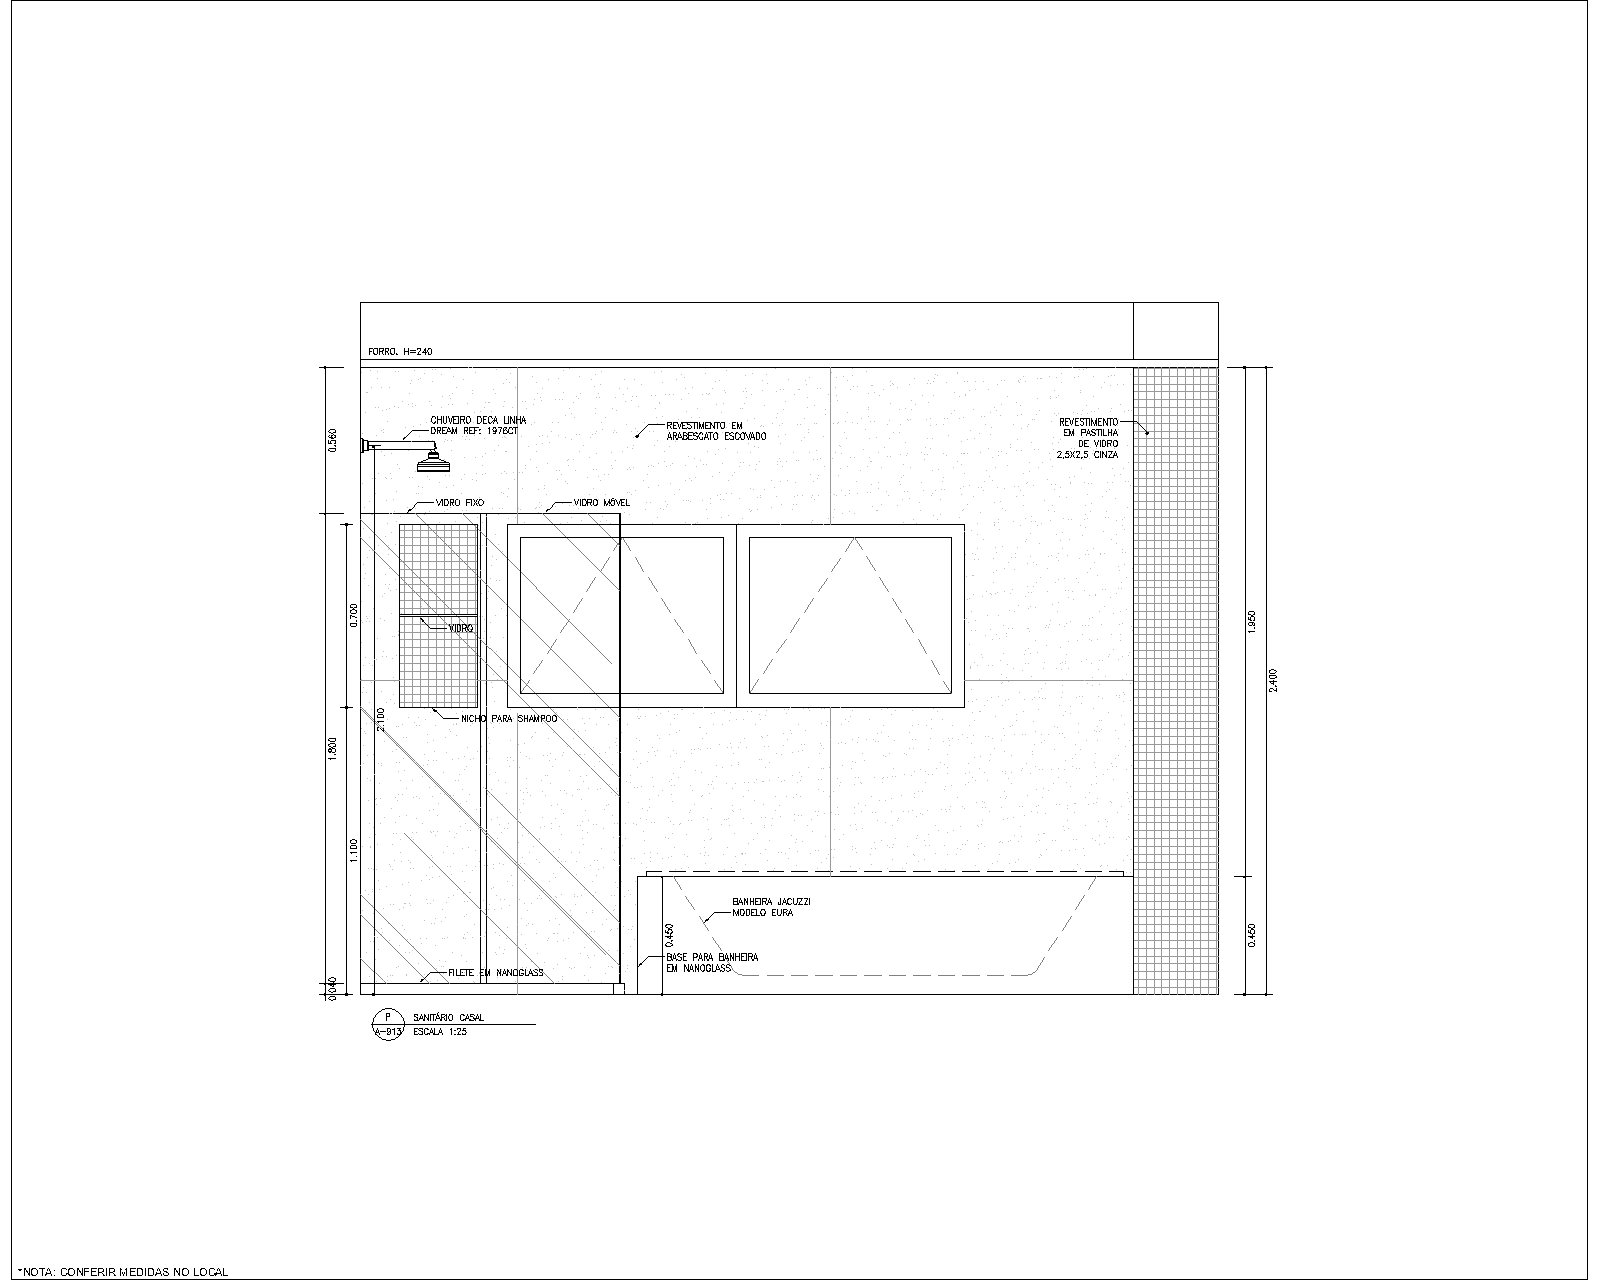 FORRO, H=240
CHUVEIRO DECA LINHA
DREAM REF: 1976CT
REVESTIMENTO EM
ARABESCATO ESCOVADO
REVESTIMENTO
EM PASTILHA
DE VIDRO
2,5X2,5 CINZA
0.560
VIDRO FIXO
VIDRO MÓVEL
0.700
VIDRO
1.950
2.400
NICHO PARA SHAMPOO
2.100
1.800
1.100
BANHEIRA JACUZZI
MODELO EURA
0.450
0.450
BASE PARA BANHEIRA
EM NANOGLASS
FILETE EM NANOGLASS
0.040
P
A-913
SANITÁRIO CASAL
ESCALA 1:25
*NOTA: CONFERIR MEDIDAS NO LOCAL